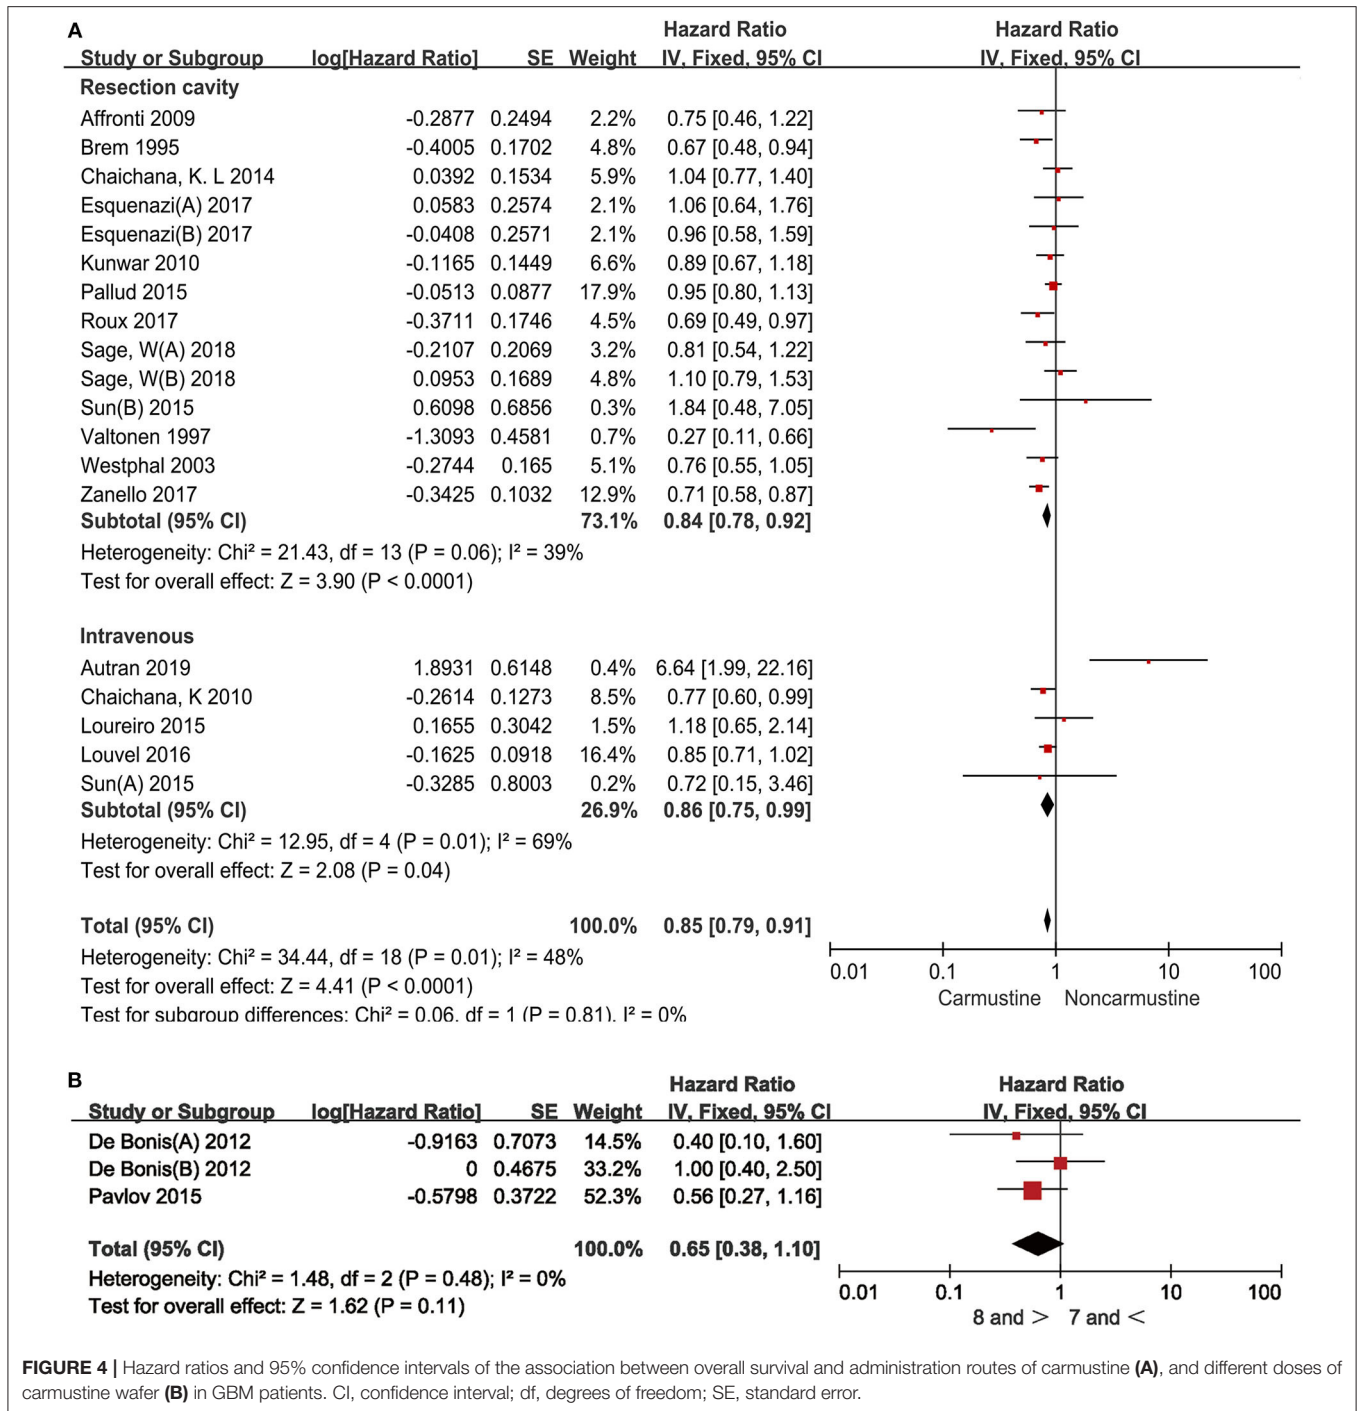 A
Hazard Ratio Hazard Ratio
Study or Subgroup log[Hazard Ratio] SE Weight IV, Fixed, 95% CI IV, Fixed, 95% CI
Resection cavity
Affronti 2009 -0.2877 0.2494 2.2% 0.75 [0.46, 1.22]
Brem 1995 -0.4005 0.1702 4.8% 0.67 [0.48, 0.94]
Chaichana, K. L 2014 0.0392 0.1534 5.9% 1.04 [0.77, 1.40]
Esquenazi(A) 2017 0.0583 0.2574 2.1% 1.06 [0.64, 1.76]
Esquenazi(B) 2017 -0.0408 0.2571 2.1% 0.96 [0.58, 1.59]
Kunwar 2010 -0.1165 0.1449 6.6% 0.89 [0.67, 1.18]
Pallud 2015 -0.0513 0.0877 17.9% 0.95 [0.80, 1.13]
Roux 2017 -0.3711 0.1746 4.5% 0.69 [0.49, 0.97]
Sage, W(A) 2018 -0.2107 0.2069 3.2% 0.81 [0.54, 1.22]
Sage, W(B) 2018 0.0953 0.1689 4.8% 1.10 [0.79, 1.53]
Sun(B) 2015 0.6098 0.6856 0.3% 1.84 [0.48, 7.05]
Valtonen 1997 -1.3093 0.4581 0.7% 0.27 [0.11, 0.66]
Westphal 2003 -0.2744 0.165 5.1% 0.76 [0.55, 1.05]
Zanello 2017 -0.3425 0.1032 12.9% 0.71 [0.58, 0.87]
Subtotal (95% CI) 73.1% 0.84 [0.78, 0.92]
Heterogeneity: Chi² = 21.43, df = 13 (P = 0.06); I² = 39%
Test for overall effect: Z = 3.90 (P < 0.0001)
Intravenous
Autran 2019 1.8931 0.6148 0.4% 6.64 [1.99, 22.16]
Chaichana, K 2010 -0.2614 0.1273 8.5% 0.77 [0.60, 0.99]
Loureiro 2015 0.1655 0.3042 1.5% 1.18 [0.65, 2.14]
Louvel 2016 -0.1625 0.0918 16.4% 0.85 [0.71, 1.02]
Sun(A) 2015 -0.3285 0.8003 0.2% 0.72 [0.15, 3.46]
Subtotal (95% CI) 26.9% 0.86 [0.75, 0.99]
Heterogeneity: Chi² = 12.95, df = 4 (P = 0.01); I² = 69%
Test for overall effect: Z = 2.08 (P = 0.04)
Total (95% CI) 100.0% 0.85 [0.79, 0.91]
Heterogeneity: Chi² = 34.44, df = 18 (P = 0.01); I² = 48%
0.01 0.1 1 10 100
Test for overall effect: Z = 4.41 (P < 0.0001)
Carmustine Noncarmustine
Test for subgroup differences: Chi² = 0.06, df = 1 (P = 0.81), I² = 0%
B
Hazard Ratio Hazard Ratio
Study or Subgroup log[Hazard Ratio] SE Weight IV, Fixed, 95% CI IV, Fixed, 95% CI
De Bonis(A) 2012 -0.9163 0.7073 14.5% 0.40 [0.10, 1.60]
De Bonis(B) 2012 0 0.4675 33.2% 1.00 [0.40, 2.50]
Pavlov 2015 -0.5798 0.3722 52.3% 0.56 [0.27, 1.16]
Total (95% CI) 100.0% 0.65 [0.38, 1.10]
Heterogeneity: Chi² = 1.48, df = 2 (P = 0.48); I² = 0%
0.01 0.1 1 10 100
Test for overall effect: Z = 1.62 (P = 0.11)
8 and > 7 and <
FIGURE 4 | Hazard ratios and 95% confidence intervals of the association between overall survival and administration routes of carmustine (A), and different doses of
carmustine wafer (B) in GBM patients. CI, confidence interval; df, degrees of freedom; SE, standard error.